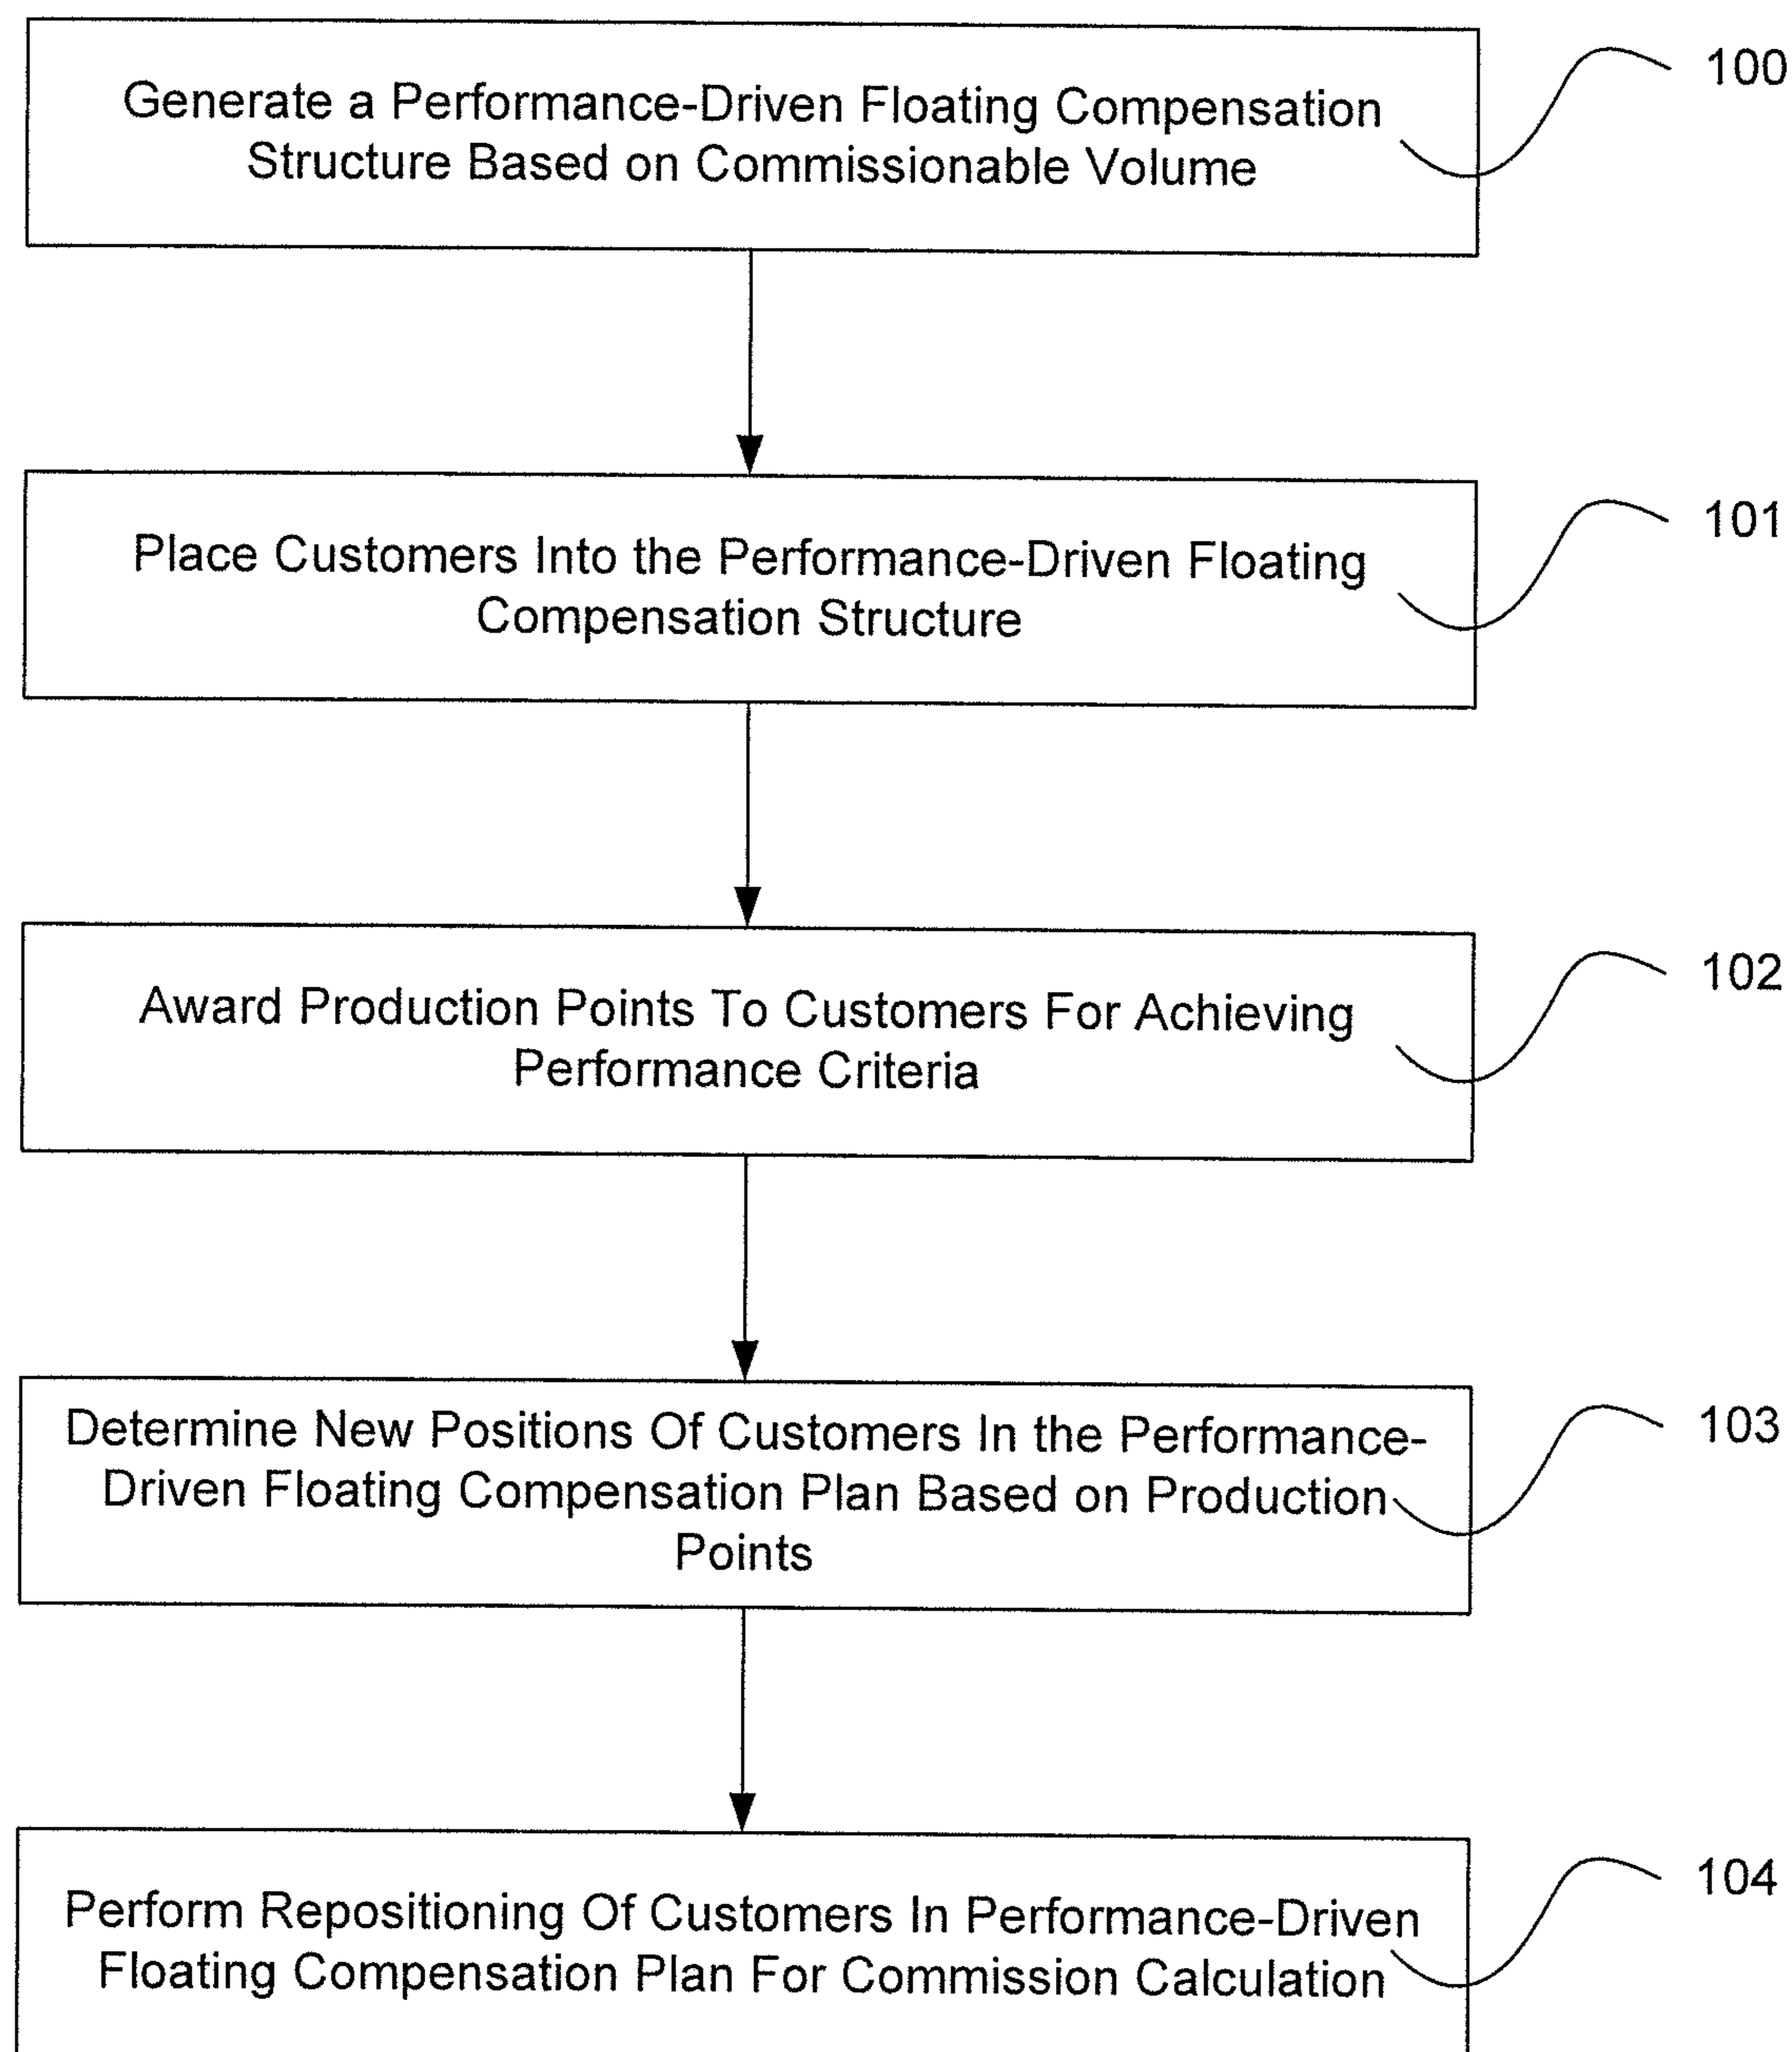 Generate a Performance-Driven Floating Compensation
Structure Based on Commissionable Volume
100
Place Customers Into the Performance-Driven Floating
Compensation Structure
101
Award Production Points To Customers For Achieving
Performance Criteria
102
Determine New Positions Of Customers In the Performance-
Driven Floating Compensation Plan Based on Production
Points
103
Perform Repositioning Of Customers In Performance-Driven
Floating Compensation Plan For Commission Calculation
104